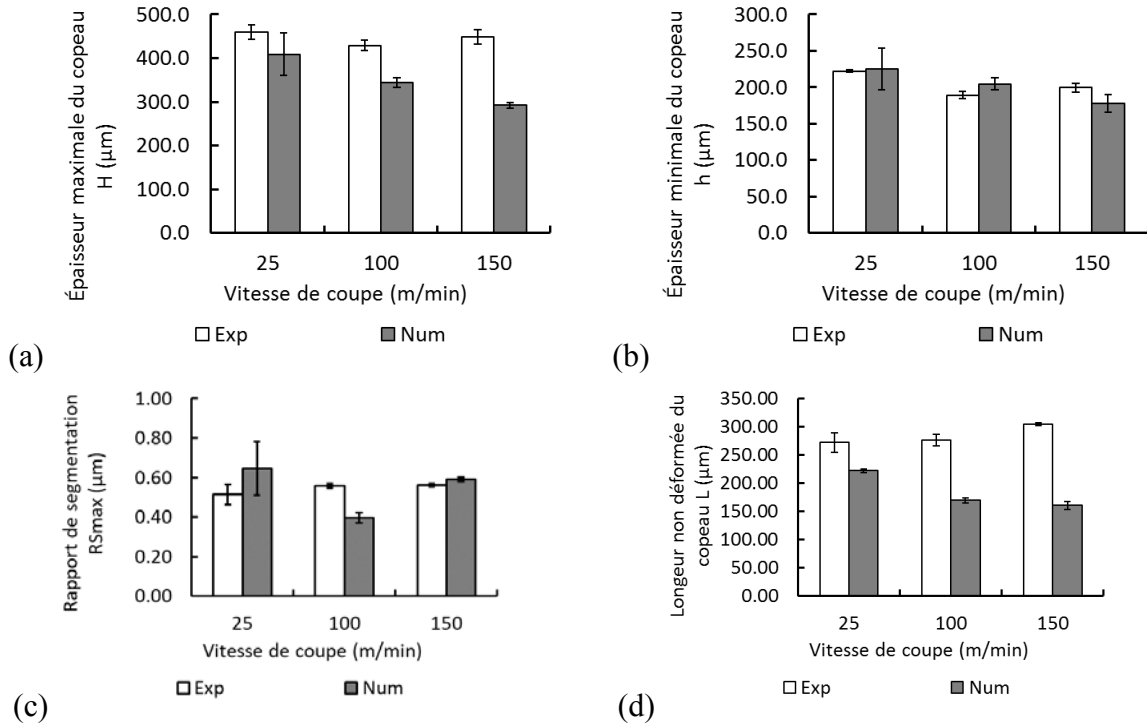 Épaisseur maximale du copeau
H (µm)
500.0
400.0
300.0
200.0
100.0
0.0
25
100
150
Vitesse de coupe (m/min)
Exp
Num
(a)
Épaisseur minimale du copeau
h (µm)
300.0
250.0
200.0
150.0
100.0
50.0
0.0
25
100
150
Vitesse de coupe (m/min)
Exp
Num
(b)
Rapport de segmentation
RSmax (µm)
1.00
0.80
0.60
0.40
0.20
0.00
25
100
150
Vitesse de coupe (m/min)
Exp
Num
(c)
Longeur non déformée du
copeau L (µm)
350.00
300.00
250.00
200.00
150.00
100.00
50.00
0.00
25
100
150
Vitesse de coupe (m/min)
Exp
Num
(d)